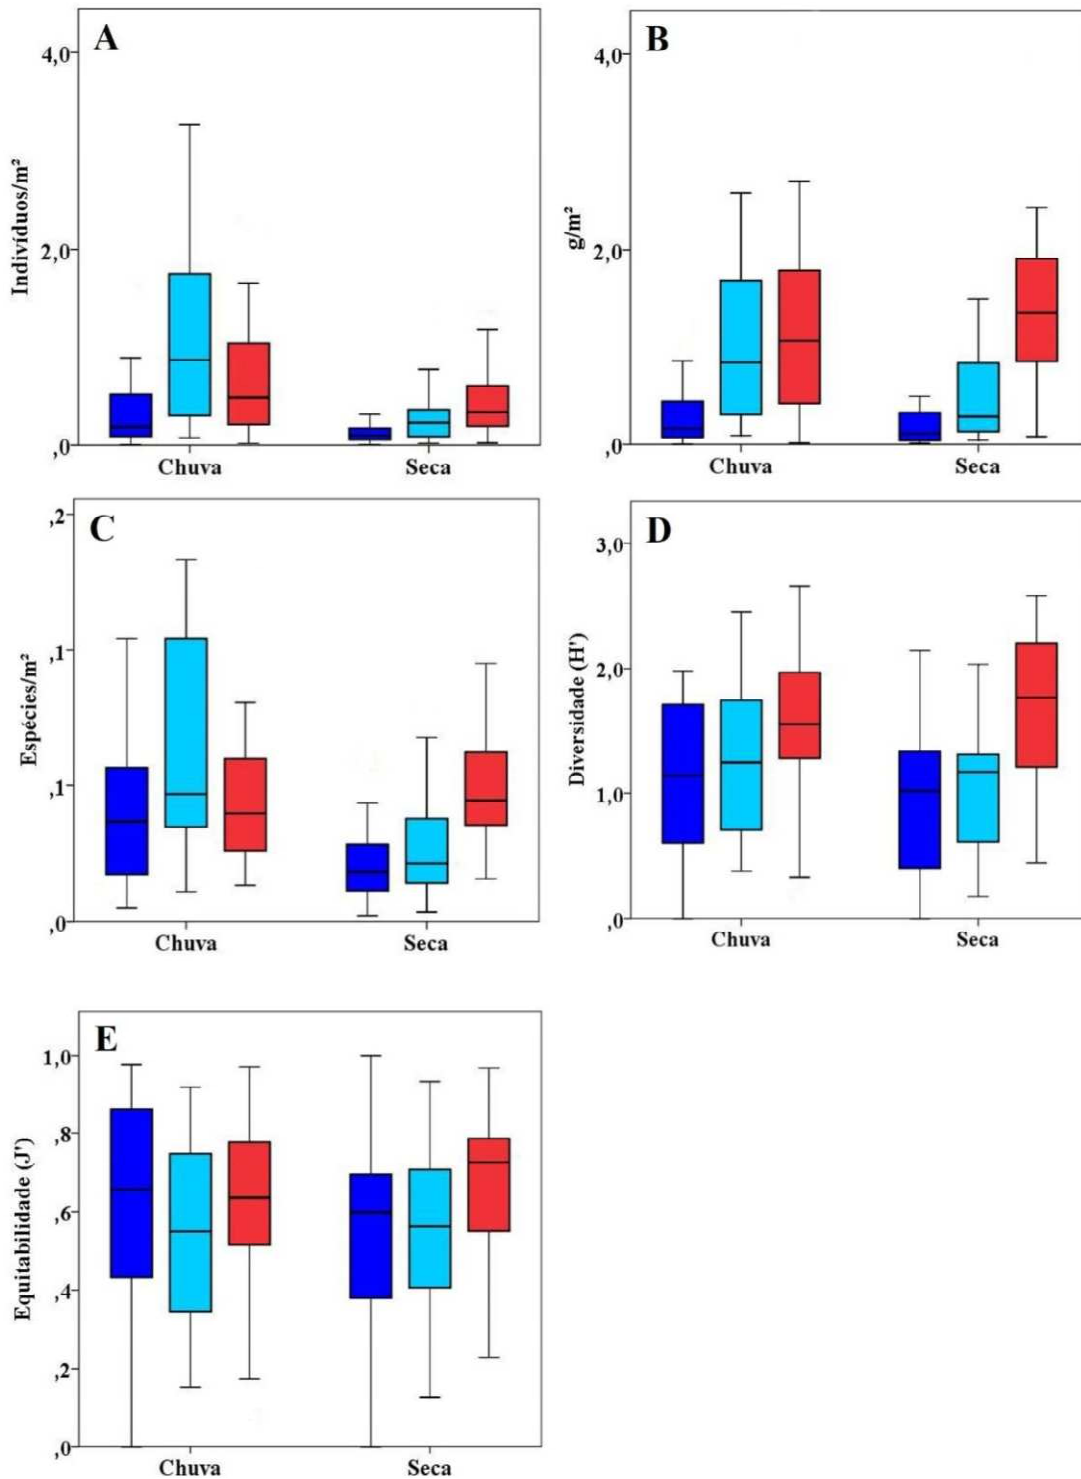 A
4,0
2,0
,0
Indivíduos/m²
Chuva
Seca
B
4,0
2,0
,0
g/m²
Chuva
Seca
C
,2
,1
,1
,0
Espécies/m²
Chuva
Seca
D
3,0
2,0
1,0
,0
Diversidade (H')
Chuva
Seca
E
1,0
,8
,6
,4
,2
,0
Equitabilidade (J')
Chuva
Seca